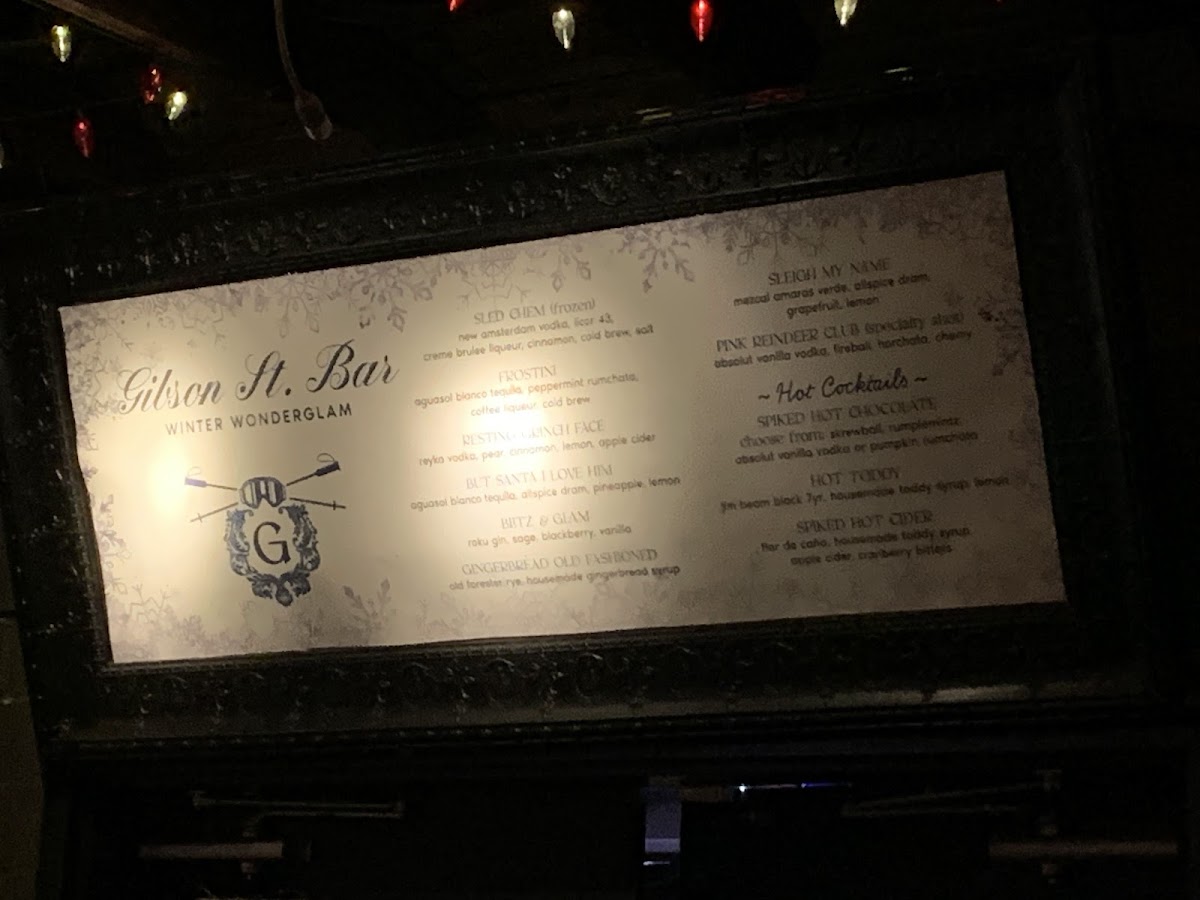 Gilson St. Bar
WINTER WONDERGLAM
G
SLED CHEM (frozen)
new amsterdam vodka, licor 43,
creme brulee liqueur, cinnamon, cold brew, salt
FROSTINI
aguasol blanco tequila, peppermint rumchata,
coffee liqueur, cold brew
RESTING GRINCH FACE
reyka vodka, pear, cinnamon, lemon, apple cider
BUT SANTA I LOVE HIM
aguasol blanco tequila, allspice dram, pineapple, lemon
BITZ & GLAM
roku gin, sage, blackberry, vanilla
GINGERBREAD OLD FASHIONED
old forester rye, housemade gingerbread syrup
SLEIGH MY NAME
mezcal amaras verde, allspice dram,
grapefruit, lemon
PINK REINDEER CLUB (specialty shot)
absolut vanilla vodka, fireball, horchata, cherry
~ Hot Cocktails ~
SPIKED HOT CHOCOLATE
choose from: skrewball, rumpleminz,
absolut vanilla vodka or pumpkin rumchata
HOT TODDY
jim beam black 7yr, housemade toddy syrup, lemon
SPIKED HOT CIDER
flor de caña, housemade toddy syrup
apple cider, cranberry bitters